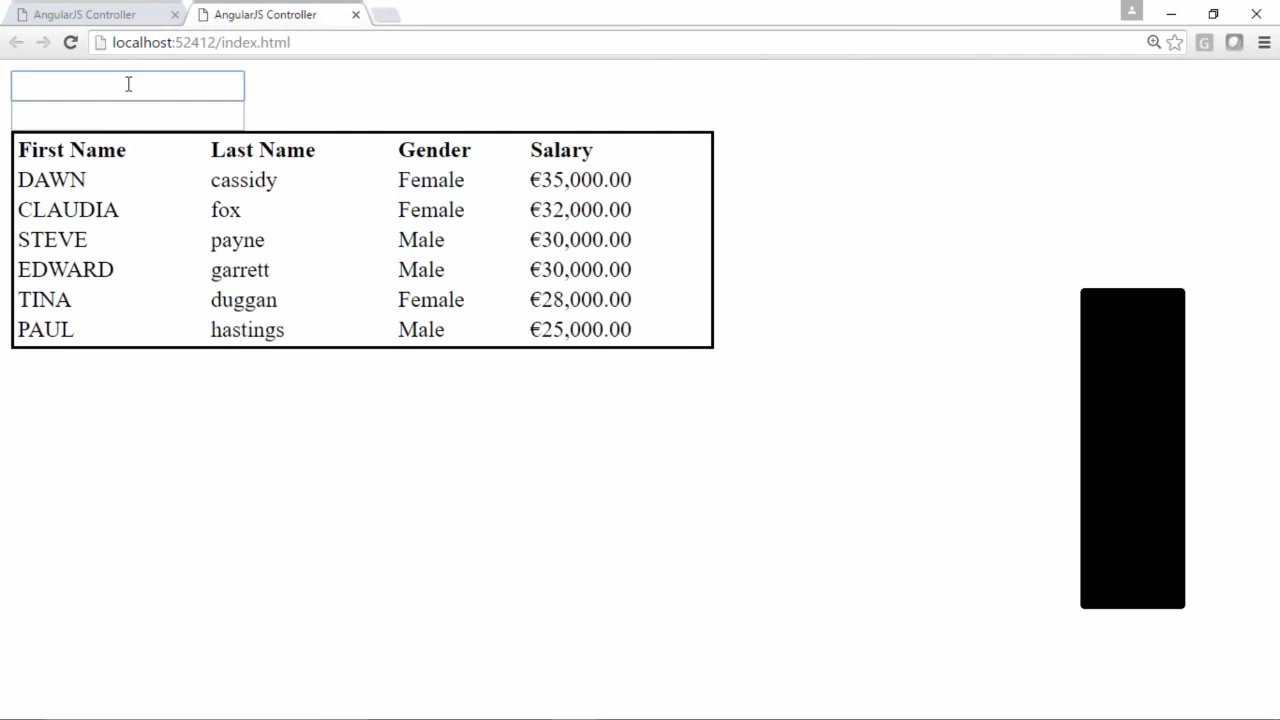 AngularJS Controller AngularJS Controller
localhost:52412/index.html G
First Name Last Name Gender Salary
DAWN cassidy Female €35,000.00
CLAUDIA fox Female €32,000.00
STEVE payne Male €30,000.00
EDWARD garrett Male €30,000.00
TINA duggan Female €28,000.00
PAUL hastings Male €25,000.00